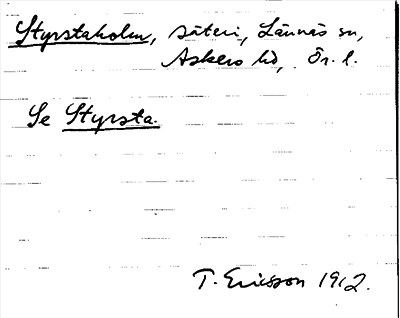 Styrstaholm, säteri, Lännäs sn,
Askers hd, Ör. l.
Se Styrsta.
T. Ericsson 1912.